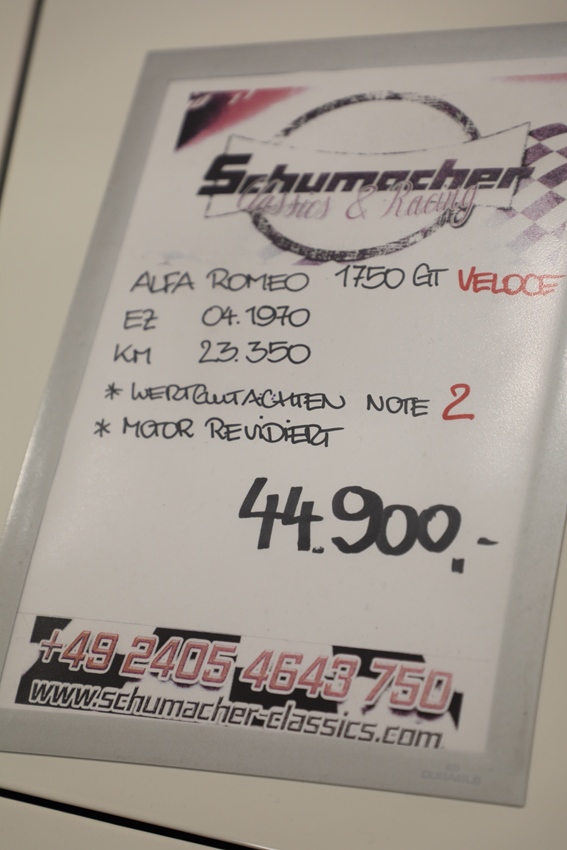 Schumacher
Classics & Racing
ALFA ROMEO 1750 GT VELOCE
EZ 04.1970
KM 23.350
* WERTGUTACHTEN NOTE 2
* MOTOR REVIDIERT
44.900,-
+49 2405 4643 750
www.schumacher-classics.com
DURABLE